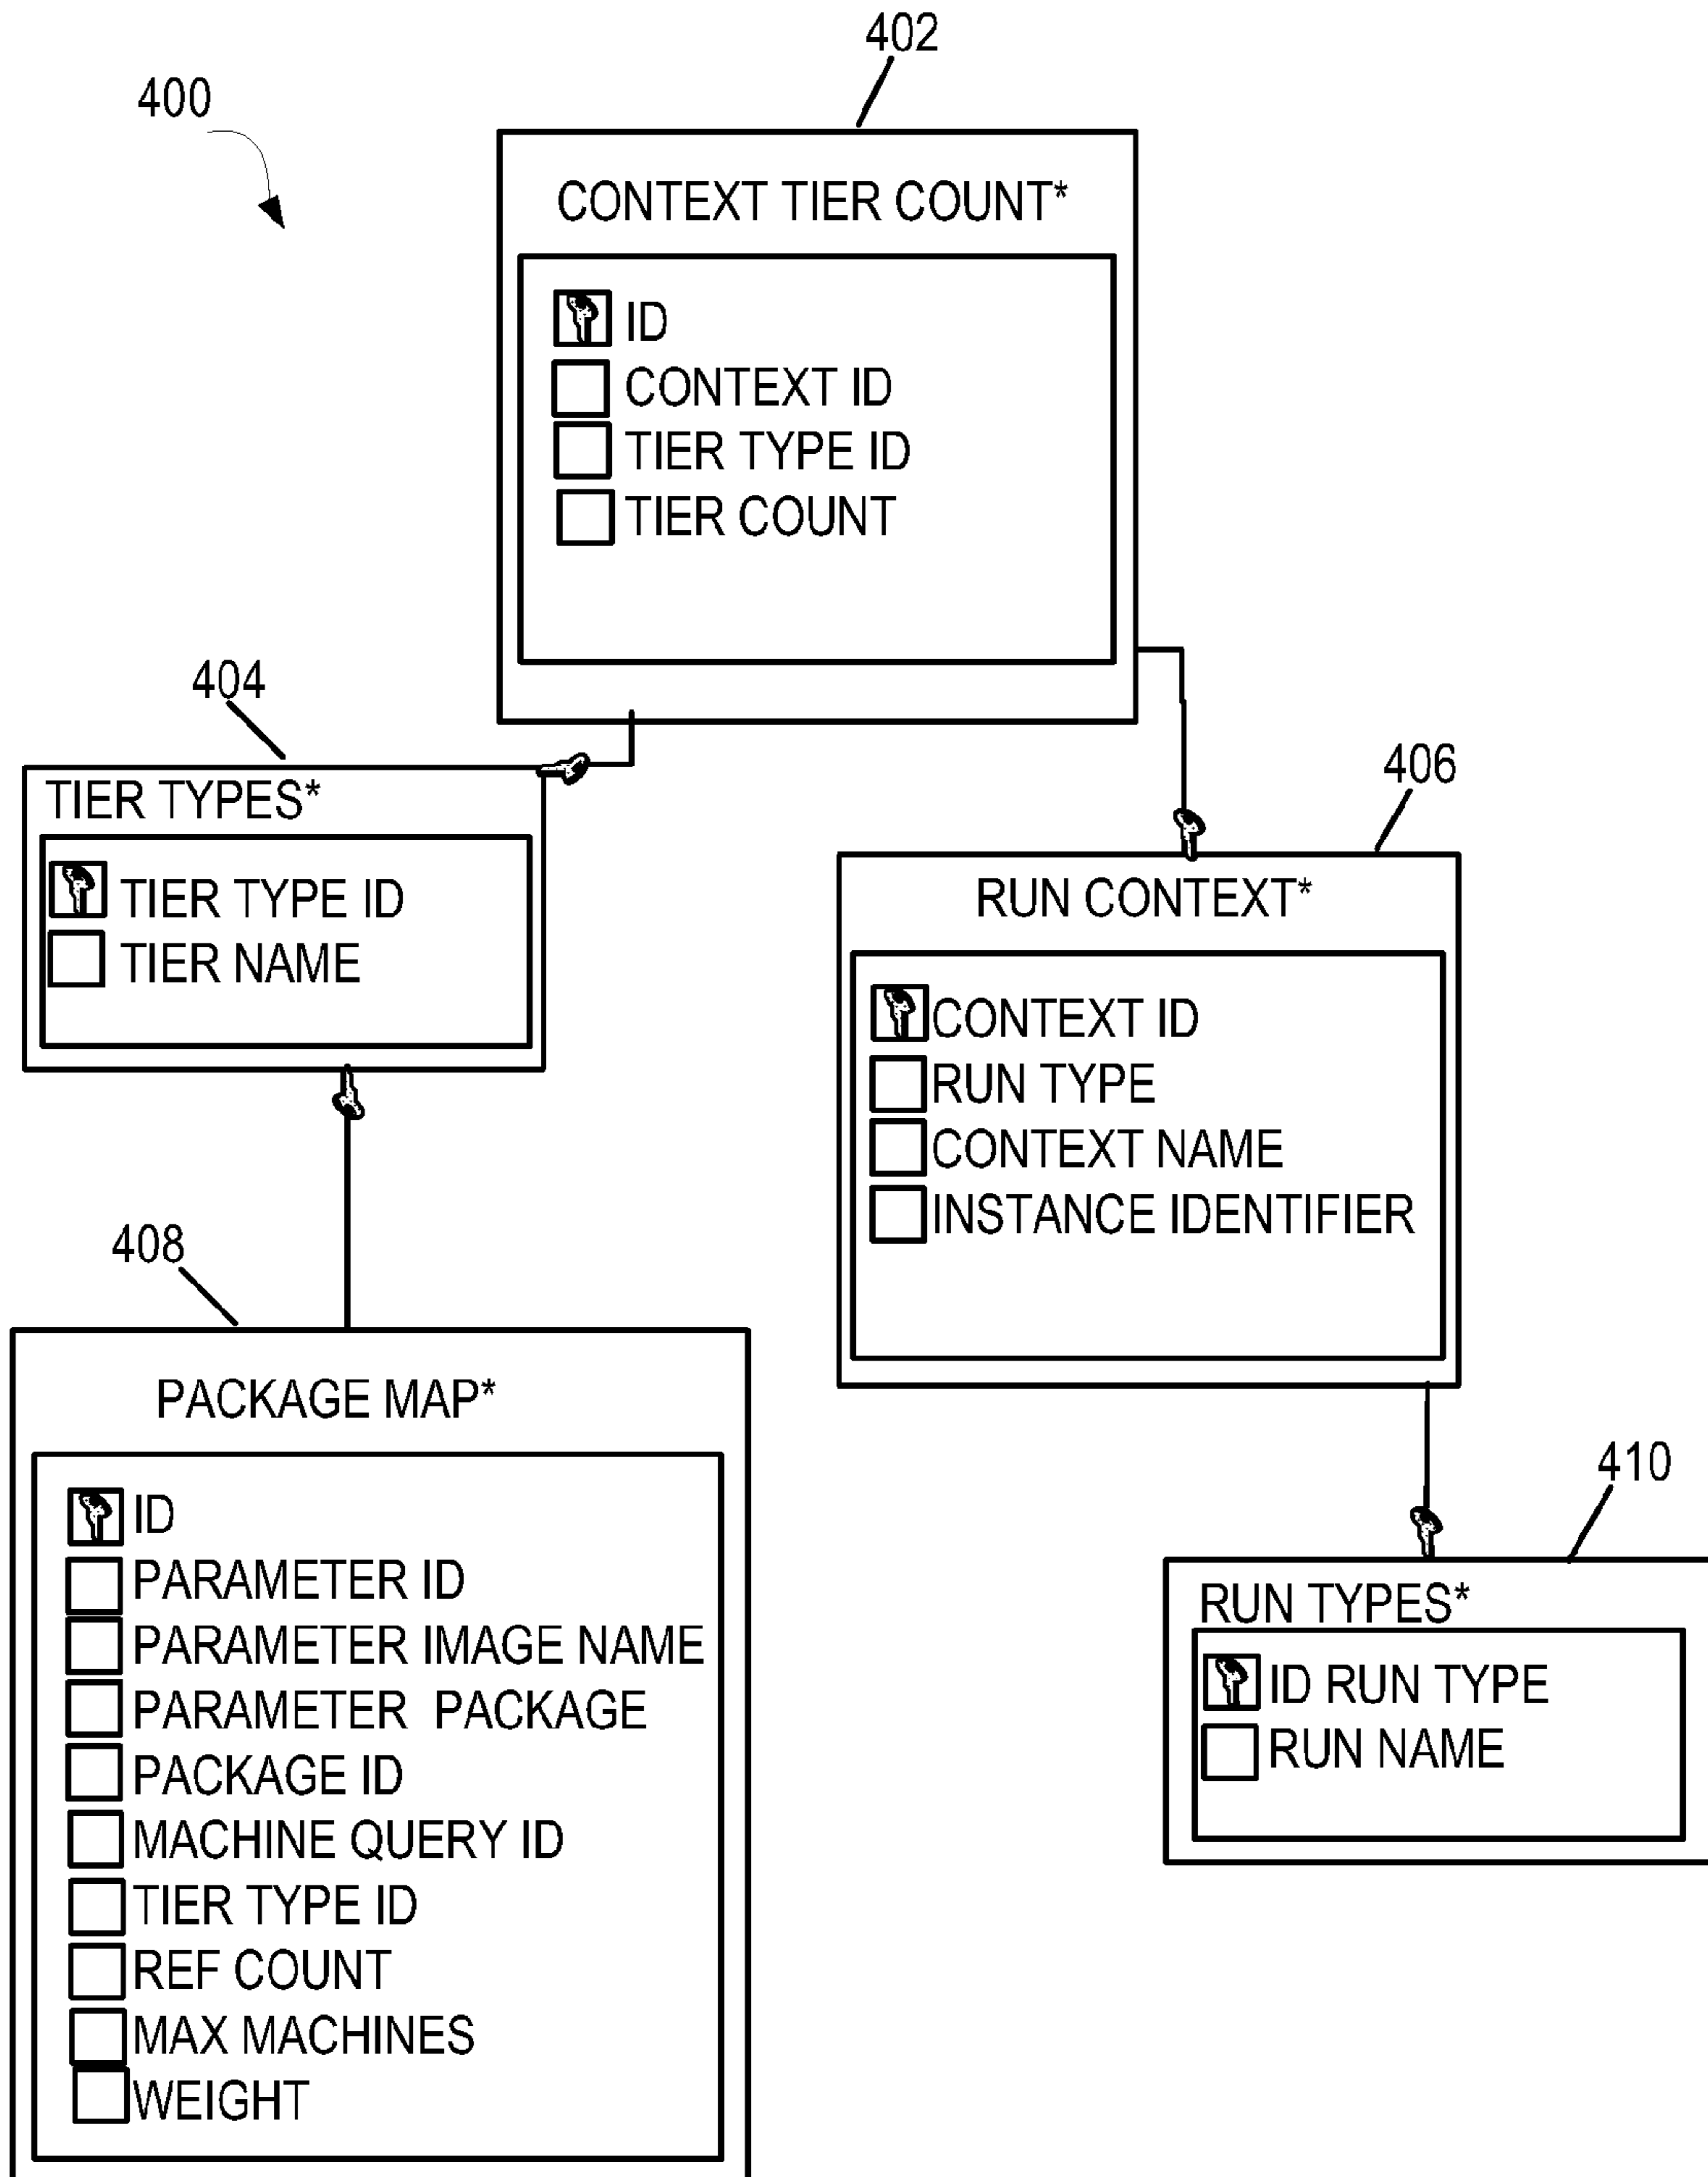 402
400
CONTEXT TIER COUNT*
ID
CONTEXT ID
TIER TYPE ID
TIER COUNT
404
TIER TYPES*
TIER TYPE ID
TIER NAME
406
RUN CONTEXT*
CONTEXT ID
RUN TYPE
CONTEXT NAME
INSTANCE IDENTIFIER
408
PACKAGE MAP*
ID
PARAMETER ID
PARAMETER IMAGE NAME
PARAMETER PACKAGE
PACKAGE ID
MACHINE QUERY ID
TIER TYPE ID
REF COUNT
MAX MACHINES
WEIGHT
410
RUN TYPES*
ID RUN TYPE
RUN NAME